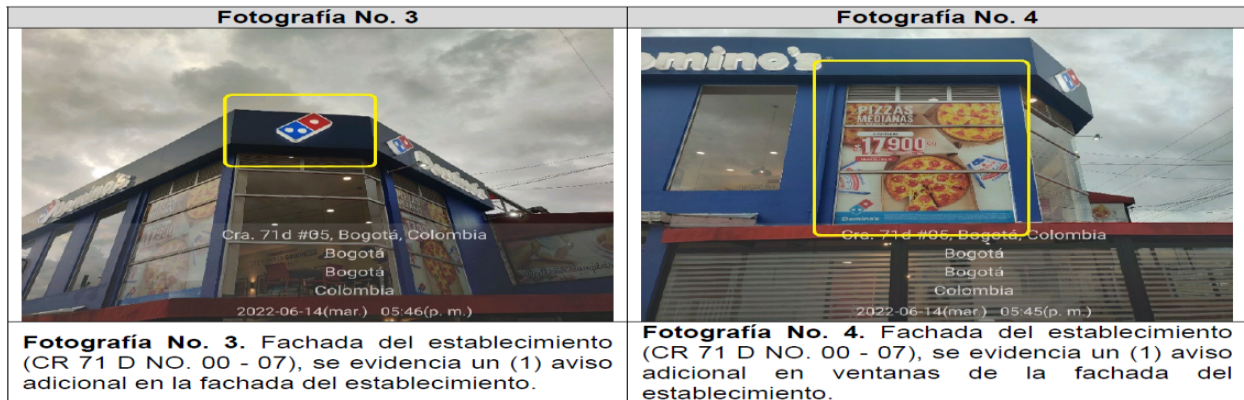 Fotografía No. 3
Fotografía No. 4
Domino's
Cra. 71d #05, Bogotá, Colombia
Bogotá
Bogotá
Colombia
2022-06-14(mar.) 05:46(p. m.)
omino's
PIZZAS
MEDIANAS
$17.900
Domino's
Cra. 71d #05, Bogotá, Colombia
Bogotá
Bogotá
Colombia
2022-06-14(mar.) 05:45(p. m.)
Fotografía No. 3. Fachada del establecimiento
(CR 71 D NO. 00 - 07), se evidencia un (1) aviso
adicional en la fachada del establecimiento.
Fotografía No. 4. Fachada del establecimiento
(CR 71 D NO. 00 - 07), se evidencia un (1) aviso
adicional en ventanas de la fachada del
establecimiento.